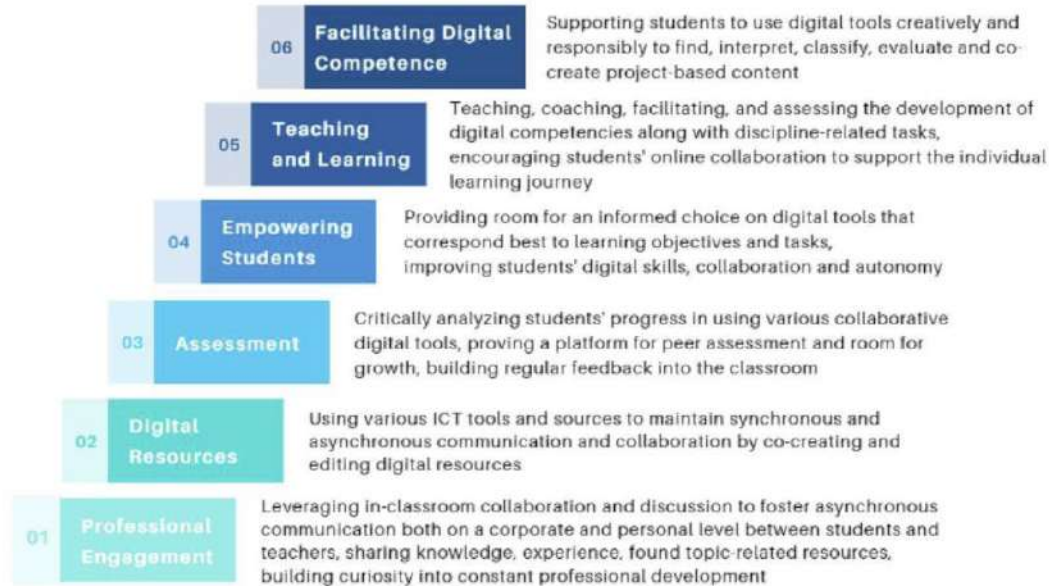 06
Facilitating Digital
Competence
Supporting students to use digital tools creatively and
responsibly to find, interpret, classify, evaluate and co-
create project-based content
05
Teaching
and Learning
Teaching, coaching, facilitating, and assessing the development of
digital competencies along with discipline-related tasks,
encouraging students' online collaboration to support the individual
learning journey
04
Empowering
Students
Providing room for an informed choice on digital tools that
correspond best to learning objectives and tasks,
improving students' digital skills, collaboration and autonomy
03
Assessment
Critically analyzing students' progress in using various collaborative
digital tools, proving a platform for peer assessment and room for
growth, building regular feedback into the classroom
02
Digital
Resources
Using various ICT tools and sources to maintain synchronous and
asynchronous communication and collaboration by co-creating and
editing digital resources
01
Professional
Engagement
Leveraging in-classroom collaboration and discussion to foster asynchronous
communication both on a corporate and personal level between students and
teachers, sharing knowledge, experience, found topic-related resources,
building curiosity into constant professional development